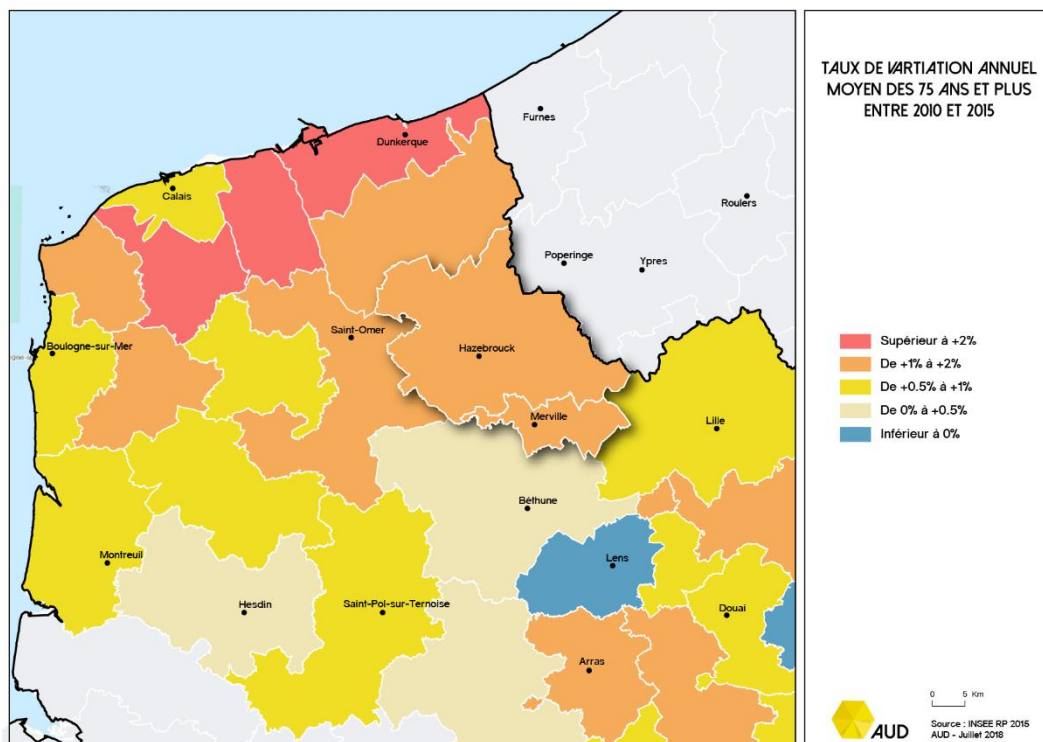 TAUX DE VARTIATION ANNUEL
MOYEN DES 75 ANS ET PLUS
ENTRE 2010 ET 2015
Furnes
Dunkerque
Calais
Roulers
Poperinge
Ypres
Saint-Omer
Boulogne-sur-Mer
Hazebrouck
Merville
Lille
Béthune
Montreuil
Lens
Hesdin
Saint-Pol-sur-Ternoise
Douai
Arras
Supérieur à +2%
De +1% à +2%
De +0.5% à +1%
De 0% à +0.5%
Inférieur à 0%
0 5 Km
AUD
Source : INSEE RP 2015
AUD - Juillet 2018